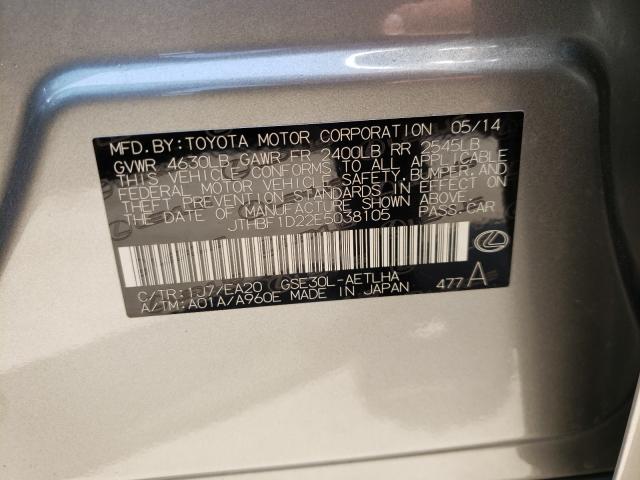 MFD.BY:TOYOTA MOTOR CORPORATION 05/14
GVWR 4630LB GAWR FR 2400LB RR 2545LB
THIS VEHICLE CONFORMS TO ALL APPLICABLE
FEDERAL MOTOR VEHICLE SAFETY,BUMPER,AND
THEFT PREVENTION STANDARDS IN EFFECT ON
THE DATE OF MANUFACTURE SHOWN ABOVE.
JTHBF1D22E5038105 PASS.CAR
C/TR:1J7/EA20 GSE30L-AETLHA
A/TM:A01A/A960E MADE IN JAPAN 477A